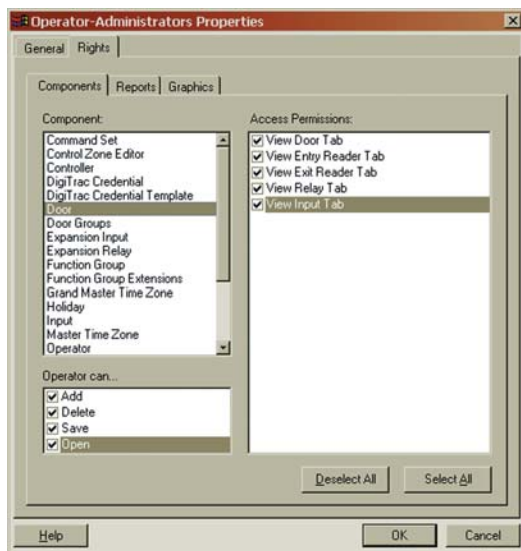 Operator-Administrators Properties
General
Rights
Components
Reports
Graphics
Component:
Command Set
Control Zone Editor
Controller
DigiTrac Credential
DigiTrac Credential Template
Door
Door Groups
Expansion Input
Expansion Relay
Function Group
Function Group Extensions
Grand Master Time Zone
Holiday
Input
Master Time Zone
Operator
Access Permissions:
View Door Tab
View Entry Reader Tab
View Exit Reader Tab
View Relay Tab
View Input Tab
Operator can...
Add
Delete
Save
Open
Deselect All
Select All
Help
OK
Cancel